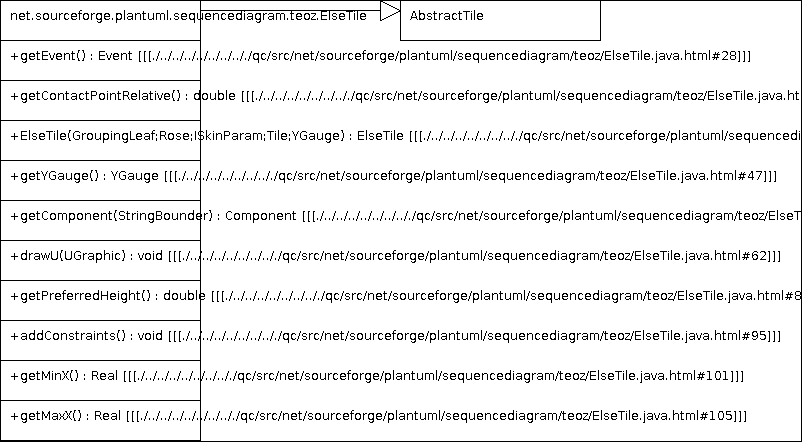 net.sourceforge.plantuml.sequencediagram.teoz.ElseTile
AbstractTile
+getEvent() : Event [[[./../../../../../../../qc/src/net/sourceforge/plantuml/sequencediagram/teoz/ElseTile.java.html#28]]]
+getContactPointRelative() : double [[[./../../../../../../../qc/src/net/sourceforge/plantuml/sequencediagram/teoz/ElseTile.java.ht
+ElseTile(GroupingLeaf;Rose;ISkinParam;Tile;YGauge) : ElseTile [[[./../../../../../../../qc/src/net/sourceforge/plantuml/sequencedi
+getYGauge() : YGauge [[[./../../../../../../../qc/src/net/sourceforge/plantuml/sequencediagram/teoz/ElseTile.java.html#47]]]
+getComponent(StringBounder) : Component [[[./../../../../../../../qc/src/net/sourceforge/plantuml/sequencediagram/teoz/ElseT
+drawU(UGraphic) : void [[[./../../../../../../../qc/src/net/sourceforge/plantuml/sequencediagram/teoz/ElseTile.java.html#62]]]
+getPreferredHeight() : double [[[./../../../../../../../qc/src/net/sourceforge/plantuml/sequencediagram/teoz/ElseTile.java.html#8
+addConstraints() : void [[[./../../../../../../../qc/src/net/sourceforge/plantuml/sequencediagram/teoz/ElseTile.java.html#95]]]
+getMinX() : Real [[[./../../../../../../../qc/src/net/sourceforge/plantuml/sequencediagram/teoz/ElseTile.java.html#101]]]
+getMaxX() : Real [[[./../../../../../../../qc/src/net/sourceforge/plantuml/sequencediagram/teoz/ElseTile.java.html#105]]]